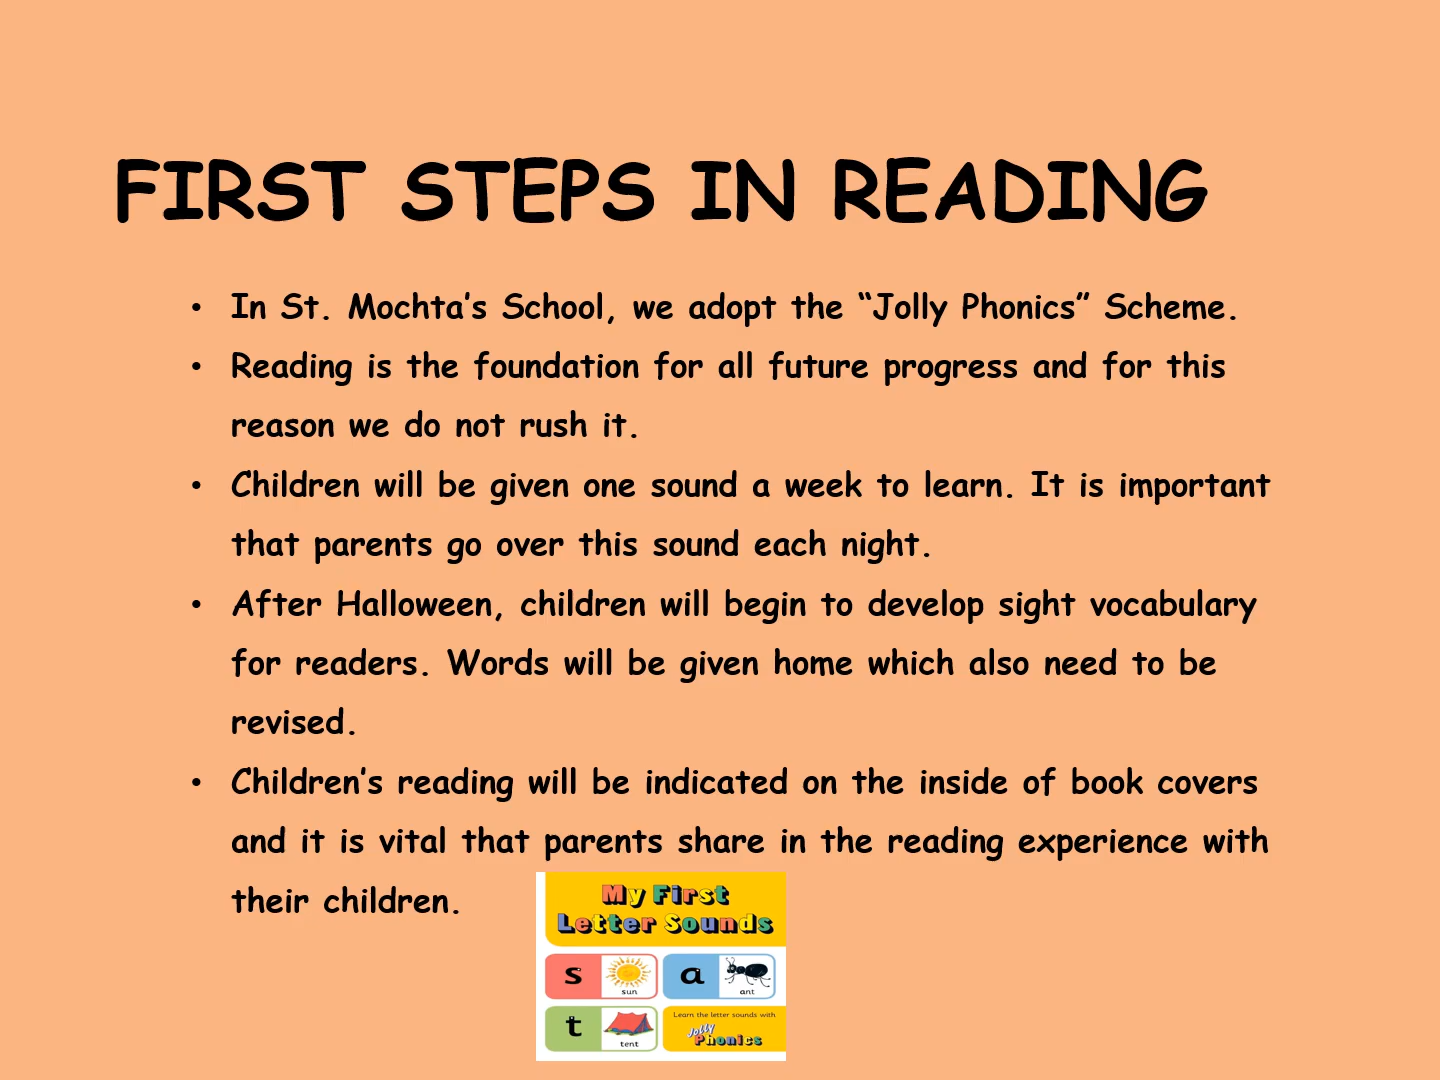 FIRST STEPS IN READING
• In St. Mochta’s School, we adopt the “Jolly Phonics” Scheme.
• Reading is the foundation for all future progress and for this
reason we do not rush it.
• Children will be given one sound a week to learn. It is important
that parents go over this sound each night.
• After Halloween, children will begin to develop sight vocabulary
for readers. Words will be given home which also need to be
revised.
• Children’s reading will be indicated on the inside of book covers
and it is vital that parents share in the reading experience with
their children.
My First
Letter Sounds
s
sun
a
ant
t
tent
Learn the letter sounds with
Jolly
Phonics